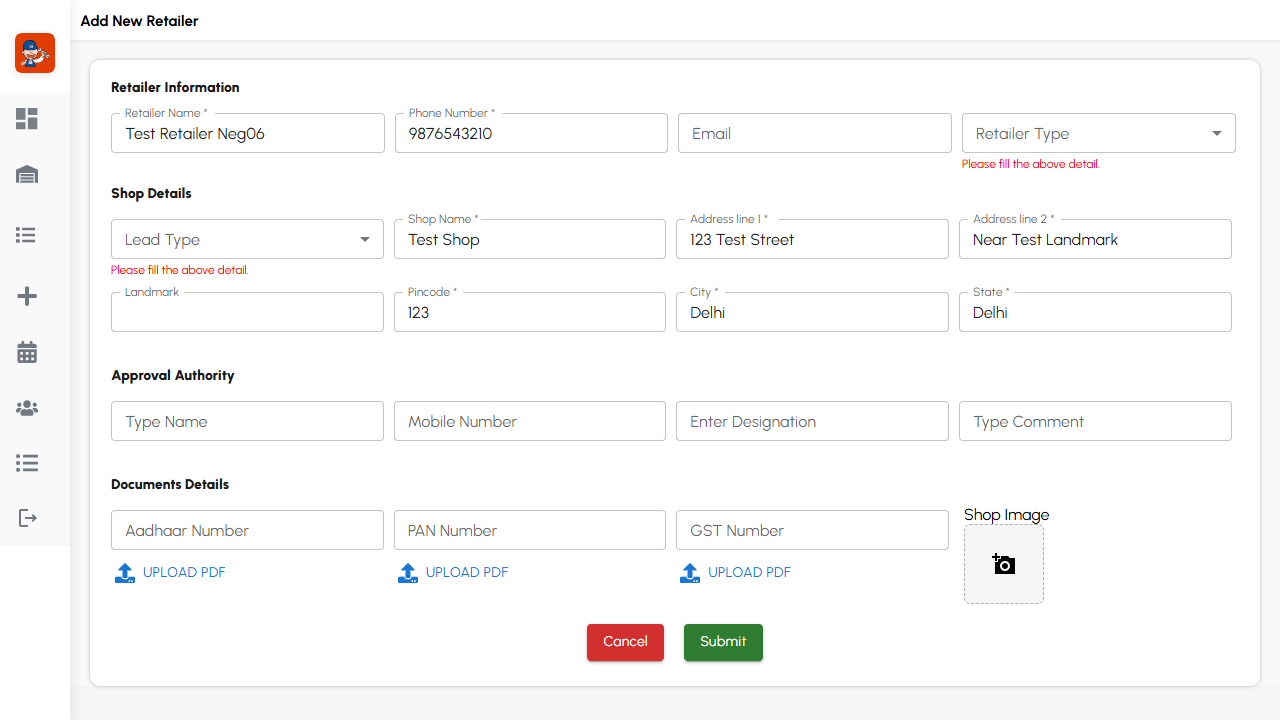 Add New Retailer
Retailer Information
Retailer Name *
Test Retailer Neg06
Phone Number *
9876543210
Email
Retailer Type
Please fill the above detail.
Shop Details
Lead Type
Please fill the above detail.
Shop Name *
Test Shop
Address line 1 *
123 Test Street
Address line 2 *
Near Test Landmark
Landmark
Pincode *
123
City *
Delhi
State *
Delhi
Approval Authority
Type Name
Mobile Number
Enter Designation
Type Comment
Documents Details
Aadhaar Number
PAN Number
GST Number
Shop Image
UPLOAD PDF
UPLOAD PDF
UPLOAD PDF
Cancel
Submit